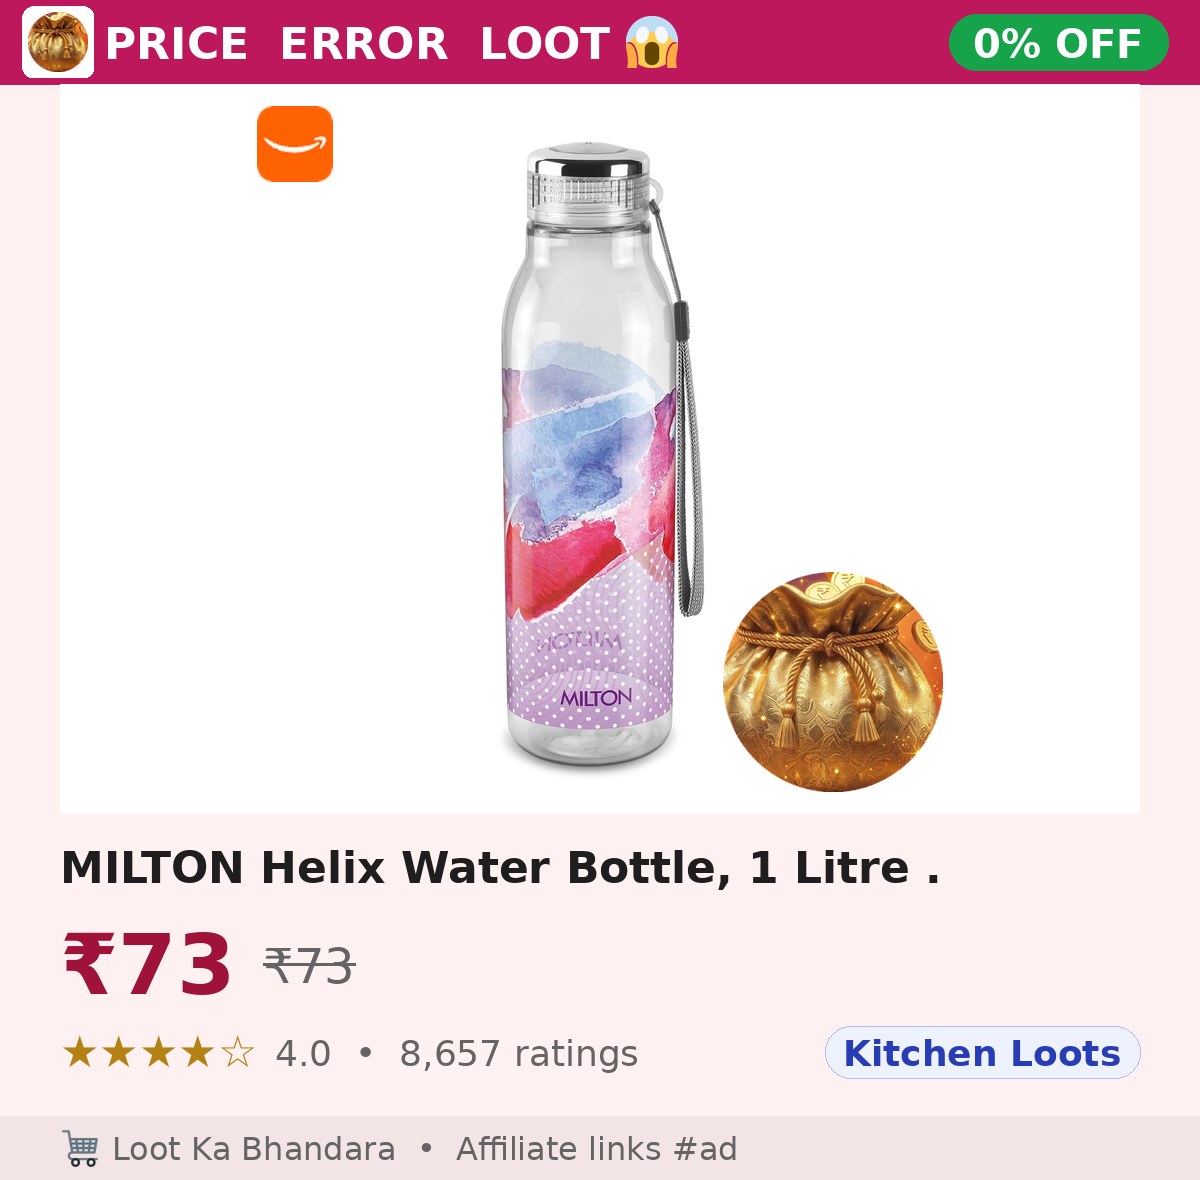 PRICE ERROR LOOT 😱
0% OFF
MILTON
MILTON Helix Water Bottle, 1 Litre .
₹73 ₹73
★★★★☆ 4.0 • 8,657 ratings
Kitchen Loots
🛒 Loot Ka Bhandara • Affiliate links #ad